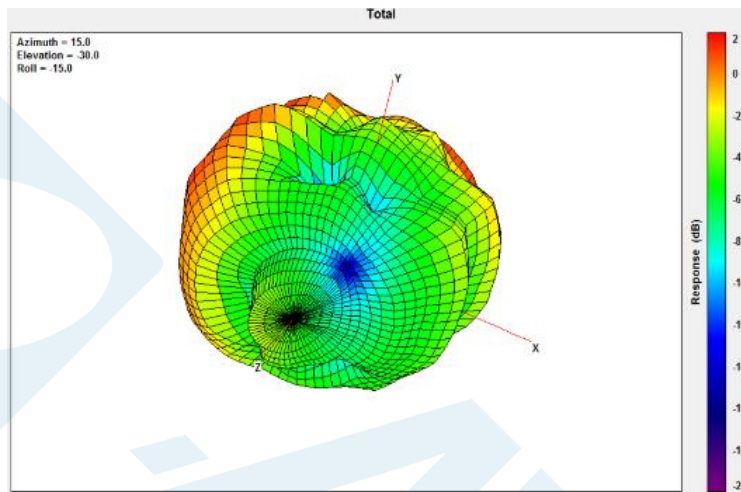 Total
Azimuth = 15.0
Elevation = -30.0
Roll = -15.0
Y
X
Z
2
0
-2
-4
-6
-8
Response (dB)